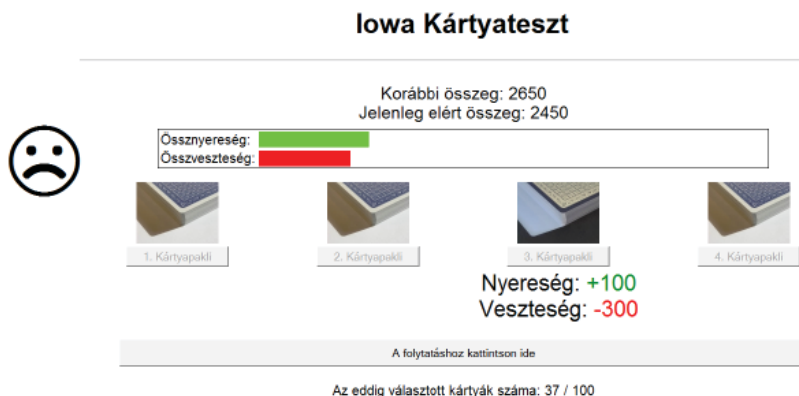 Iowa Kártyateszt
Korábbi összeg: 2650
Jelenleg elért összeg: 2450
Össznyereség:
Összveszteség:
1. Kártyapakli 2. Kártyapakli 3. Kártyapakli 4. Kártyapakli
Nyereség: +100
Veszteség: -300
A folytatáshoz kattintson ide
Az eddig választott kártyák száma: 37 / 100